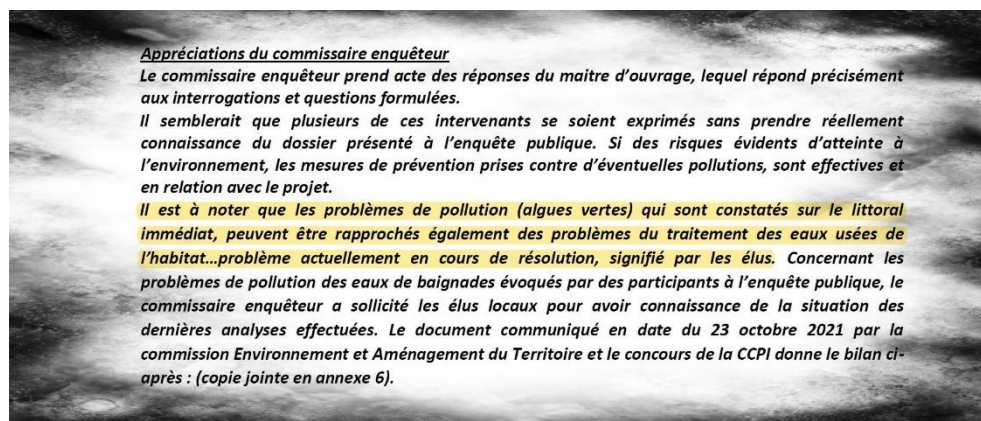 Appréciations du commissaire enquêteur
Le commissaire enquêteur prend acte des réponses du maitre d’ouvrage, lequel répond précisément
aux interrogations et questions formulées.
Il semblerait que plusieurs de ces intervenants se soient exprimés sans prendre réellement
connaissance du dossier présenté à l’enquête publique. Si des risques évidents d’atteinte à
l’environnement, les mesures de prévention prises contre d’éventuelles pollutions, sont effectives et
en relation avec le projet.
Il est à noter que les problèmes de pollution (algues vertes) qui sont constatés sur le littoral
immédiat, peuvent être rapprochés également des problèmes du traitement des eaux usées de
l’habitat...problème actuellement en cours de résolution, signifié par les élus. Concernant les
problèmes de pollution des eaux de baignades évoqués par des participants à l’enquête publique, le
commissaire enquêteur a sollicité les élus locaux pour avoir connaissance de la situation des
dernières analyses effectuées. Le document communiqué en date du 23 octobre 2021 par la
commission Environnement et Aménagement du Territoire et le concours de la CCPI donne le bilan ci-
après : (copie jointe en annexe 6).